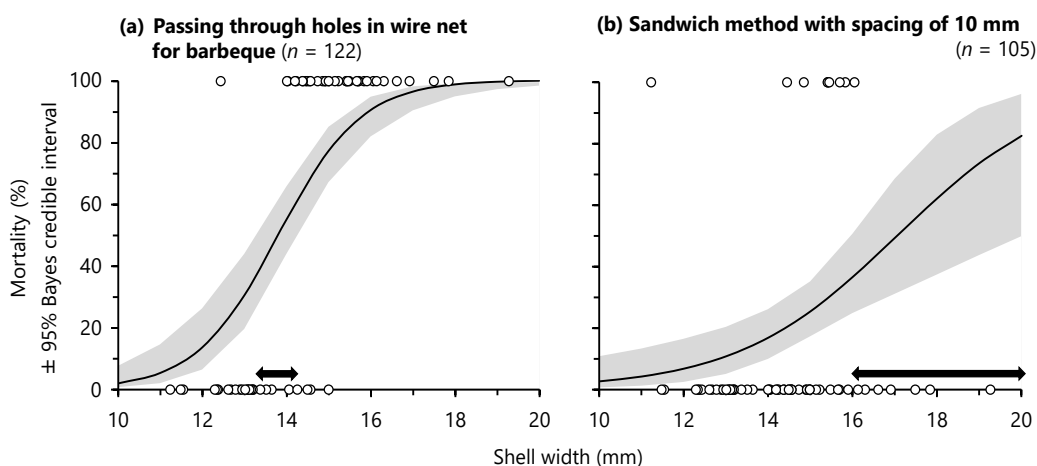 (a) Passing through holes in wire net
for barbeque (n = 122)
(b) Sandwich method with spacing of 10 mm
(n = 105)
Mortality (%)
± 95% Bayes credible interval
100
80
60
40
20
0
10 12 14 16 18 20
10 12 14 16 18 20
Shell width (mm)